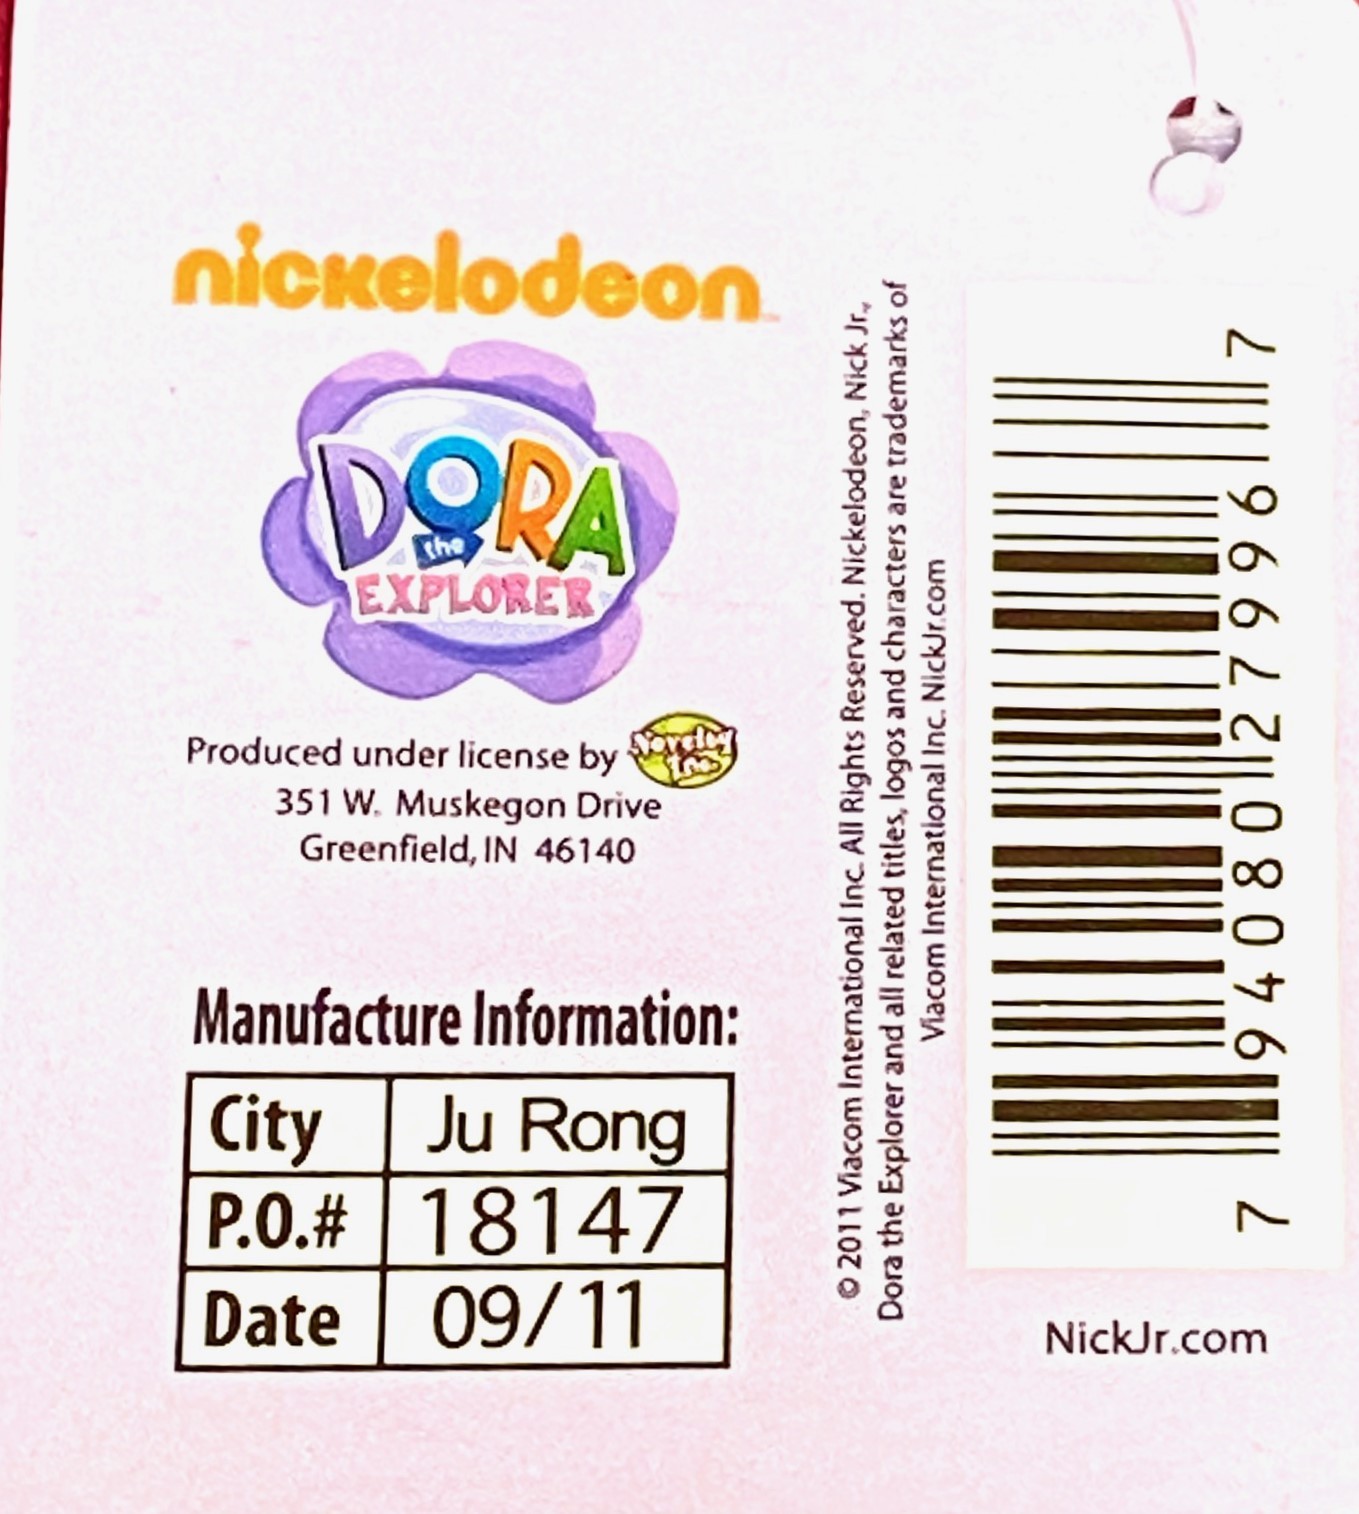 nickelodeon
DORA
the
EXPLORER
Produced under license by Novelty Inc.
351 W. Muskegon Drive
Greenfield, IN 46140
Manufacture Information:
City Ju Rong
P.O.# 18147
Date 09/11
© 2011 Viacom International Inc. All Rights Reserved. Nickelodeon, Nick Jr.,
Dora the Explorer and all related titles, logos and characters are trademarks of
Viacom International Inc. NickJr.com
7 94080 27996 7
NickJr.com